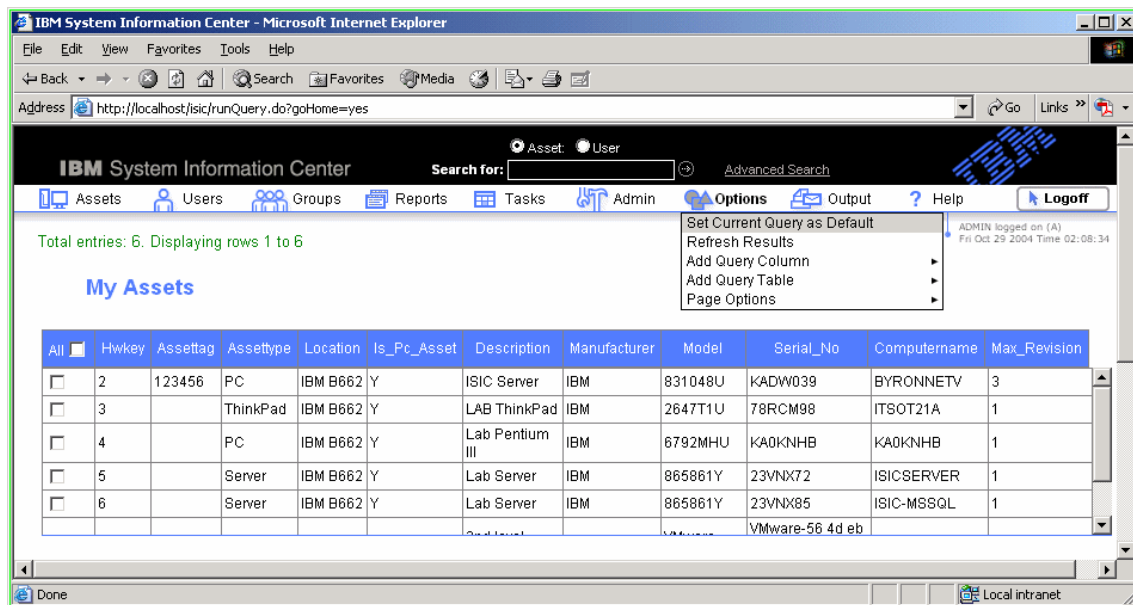 IBM System Information Center - Microsoft Internet Explorer
File Edit View Favorites Tools Help
Back Search Favorites Media
Address http://localhost/isic/runQuery.do?goHome=yes Go Links »
Asset: User
IBM System Information Center Search for: Advanced Search IBM
Assets Users Groups Reports Tasks Admin Options Output ? Help Logoff
Set Current Query as Default
Refresh Results
Add Query Column
Add Query Table
Page Options
ADMIN logged on (A)
Fri Oct 29 2004 Time 02:08:34
Total entries: 6. Displaying rows 1 to 6
My Assets
All Hwkey Assettag Assettype Location Is_Pc_Asset Description Manufacturer Model Serial_No Computername Max_Revision
2 123456 PC IBM B662 Y ISIC Server IBM 831048U KADW039 BYRONNETV 3
3 ThinkPad IBM B662 Y LAB ThinkPad IBM 2647T1U 78RCM98 ITSOT21A 1
4 PC IBM B662 Y Lab Pentium III IBM 6792MHU KA0KNHB KA0KNHB 1
5 Server IBM B662 Y Lab Server IBM 865861Y 23VNX72 ISICSERVER 1
6 Server IBM B662 Y Lab Server IBM 865861Y 23VNX85 ISIC-MSSQL 1
VMware-56 4d eb
Done Local intranet